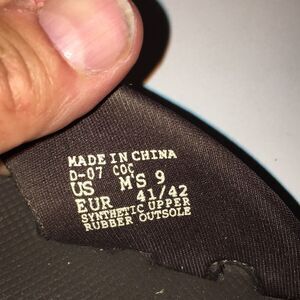 MADE IN CHINA
D-07 COC
US M'S 9
EUR 41/42
SYNTHETIC UPPER
RUBBER OUTSOLE